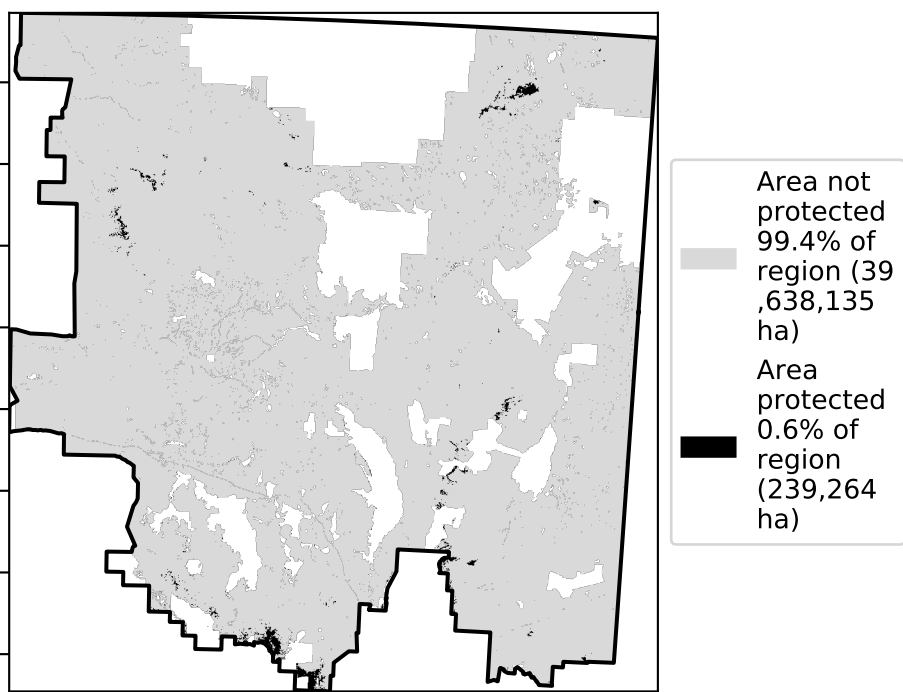 Area not
protected
99.4% of
region (39
,638,135
ha)
Area
protected
0.6% of
region
(239,264
ha)